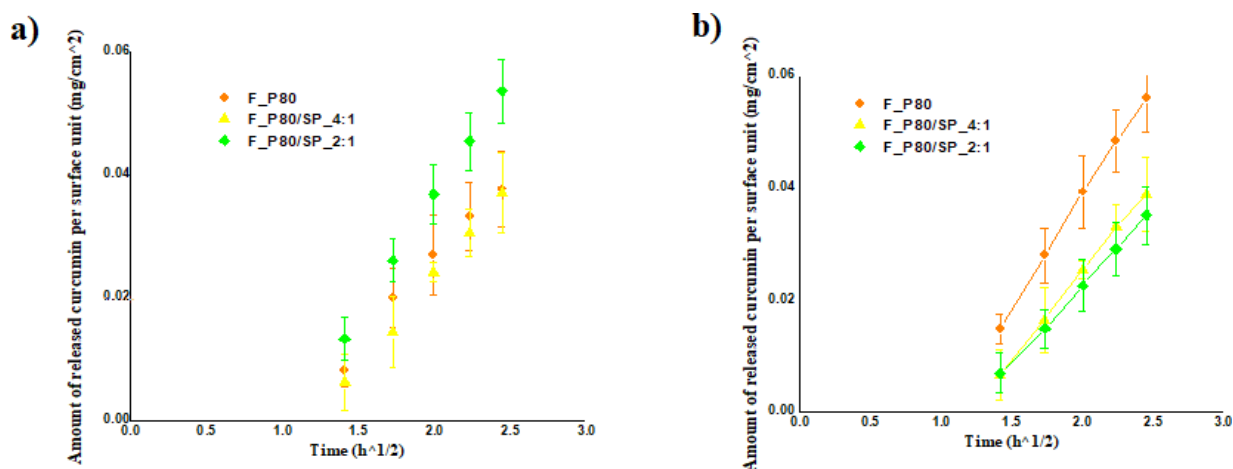 a)
Amount of released curcumin per surface unit (mg/cm^2)
0.06
0.04
0.02
0.00
F_P80
F_P80/SP_4:1
F_P80/SP_2:1
0.0 0.5 1.0 1.5 2.0 2.5 3.0
Time (h^1/2)
b)
Amount of released curcumin per surface unit (mg/cm^2)
0.06
0.04
0.02
0.00
F_P80
F_P80/SP_4:1
F_P80/SP_2:1
0.0 0.5 1.0 1.5 2.0 2.5 3.0
Time (h^1/2)